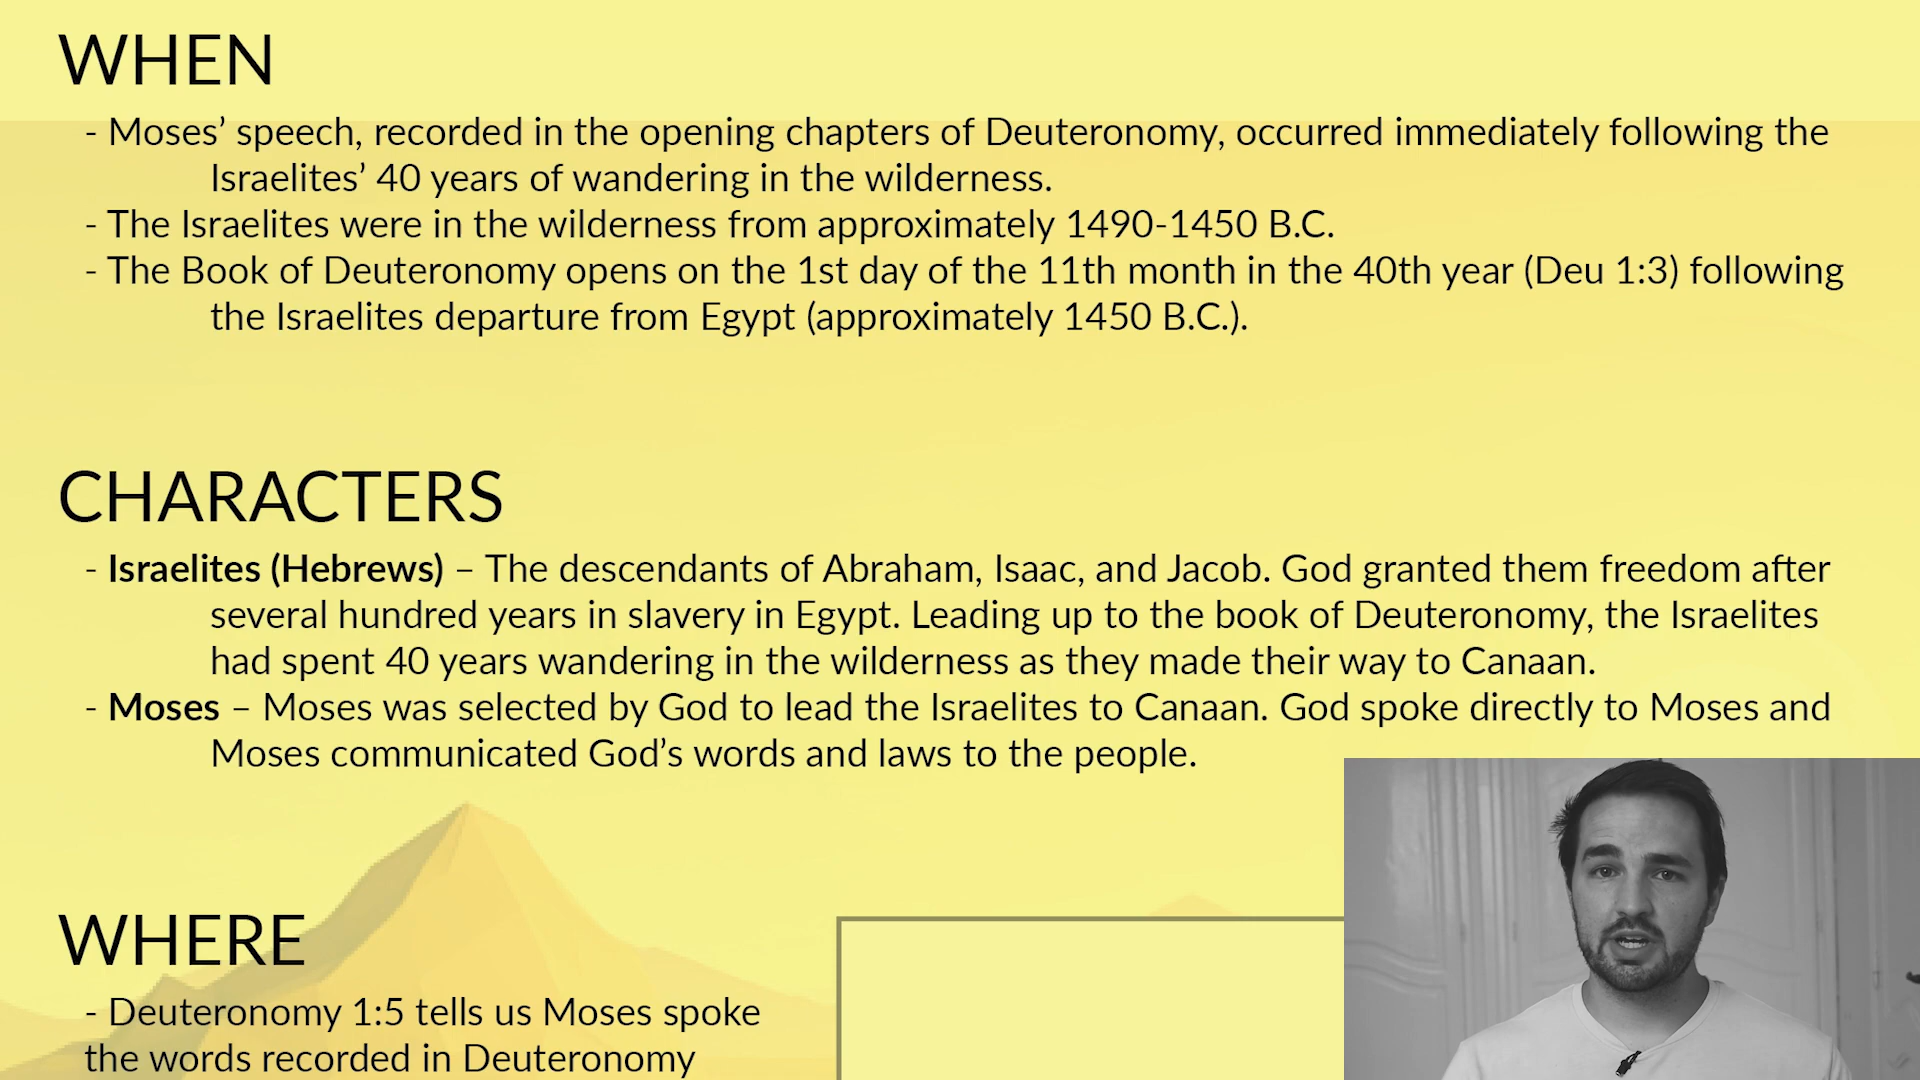 WHEN
- Moses’ speech, recorded in the opening chapters of Deuteronomy, occurred immediately following the
Israelites’ 40 years of wandering in the wilderness.
- The Israelites were in the wilderness from approximately 1490-1450 B.C.
- The Book of Deuteronomy opens on the 1st day of the 11th month in the 40th year (Deu 1:3) following
the Israelites departure from Egypt (approximately 1450 B.C.).
CHARACTERS
- Israelites (Hebrews) – The descendants of Abraham, Isaac, and Jacob. God granted them freedom after
several hundred years in slavery in Egypt. Leading up to the book of Deuteronomy, the Israelites
had spent 40 years wandering in the wilderness as they made their way to Canaan.
- Moses – Moses was selected by God to lead the Israelites to Canaan. God spoke directly to Moses and
Moses communicated God’s words and laws to the people.
WHERE
- Deuteronomy 1:5 tells us Moses spoke
the words recorded in Deuteronomy